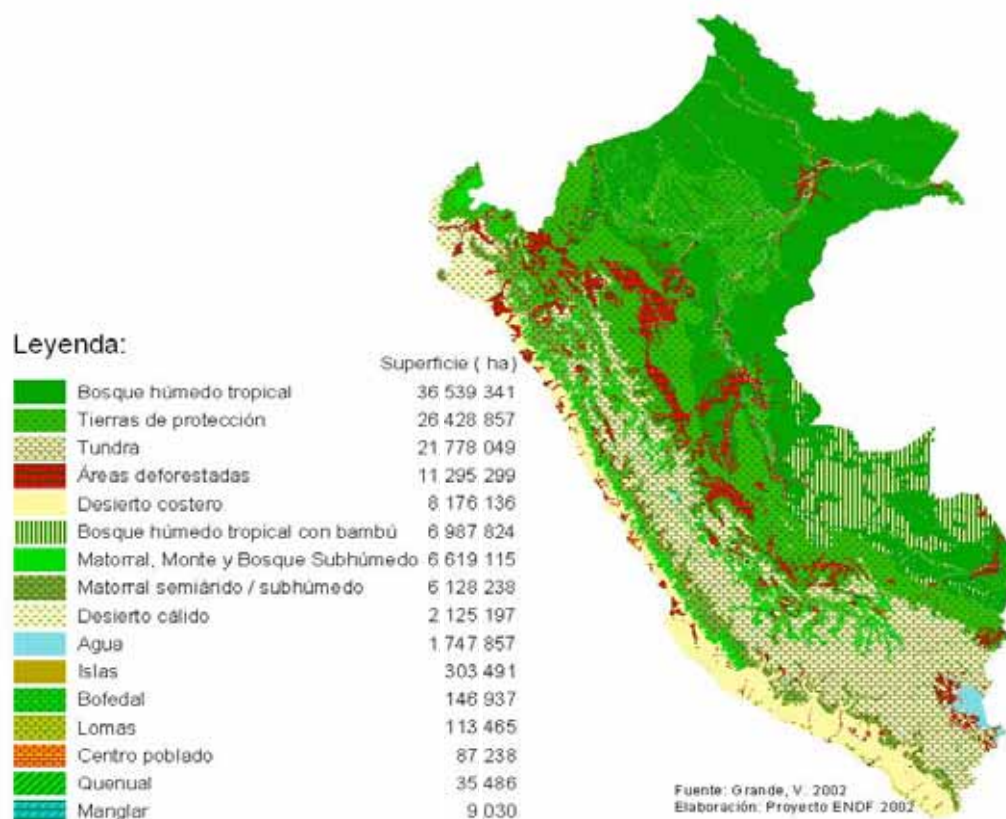 Leyenda:
Superficie ( ha)
Bosque húmedo tropical 36 539 341
Tierras de protección 26 428 857
Tundra 21 778 049
Áreas deforestadas 11 295 299
Desierto costero 8 176 136
Bosque húmedo tropical con bambú 6 987 824
Matorral, Monte y Bosque Subhúmedo 6 619 115
Matorral semiárido / subhúmedo 6 128 238
Desierto cálido 2 125 197
Agua 1 747 857
Islas 303 491
Bofedal 146 937
Lomas 113 465
Centro poblado 87 238
Quenual 35 486
Manglar 9 030
Fuente: Grande, V. 2002
Elaboración: Proyecto ENDF 2002